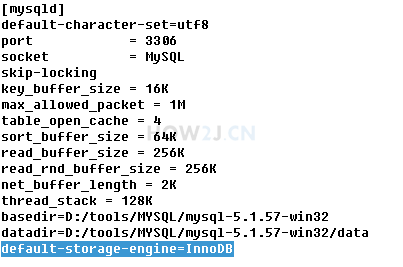 [mysqld]
default-character-set=utf8
port            = 3306
socket          = MySQL
skip-locking
key_buffer_size = 16K
max_allowed_packet = 1M
table_open_cache = 4
sort_buffer_size = 64K
read_buffer_size = 256K
read_rnd_buffer_size = 256K
net_buffer_length = 2K
thread_stack = 128K
basedir=D:/tools/MYSQL/mysql-5.1.57-win32
datadir=D:/tools/MYSQL/mysql-5.1.57-win32/data
default-storage-engine=InnoDB
HOW2J.CN